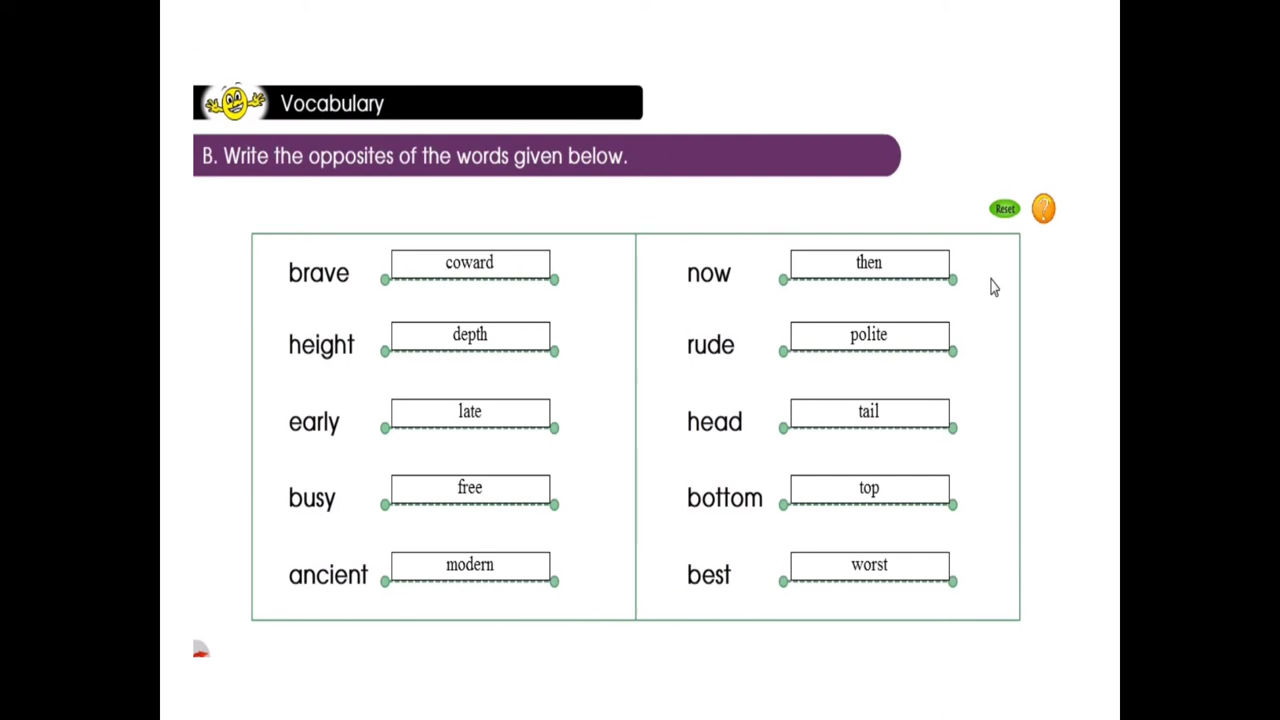 Vocabulary
B. Write the opposites of the words given below.
Reset ?
brave coward
height depth
early late
busy free
ancient modern
now then
rude polite
head tail
bottom top
best worst